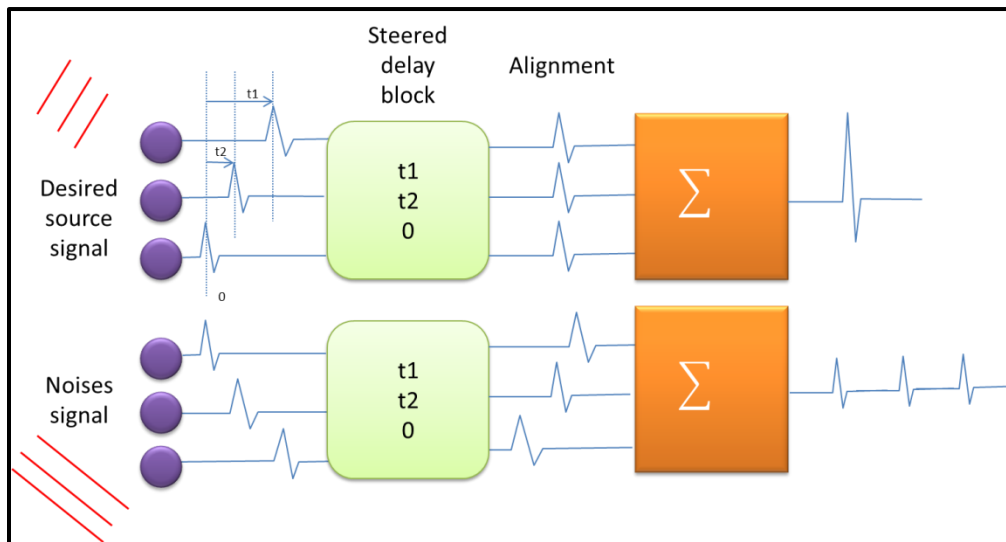 Steered
delay
block
Alignment
t1
t2
Desired
source
signal
0
t1
t2
0
∑
Noises
signal
t1
t2
0
∑